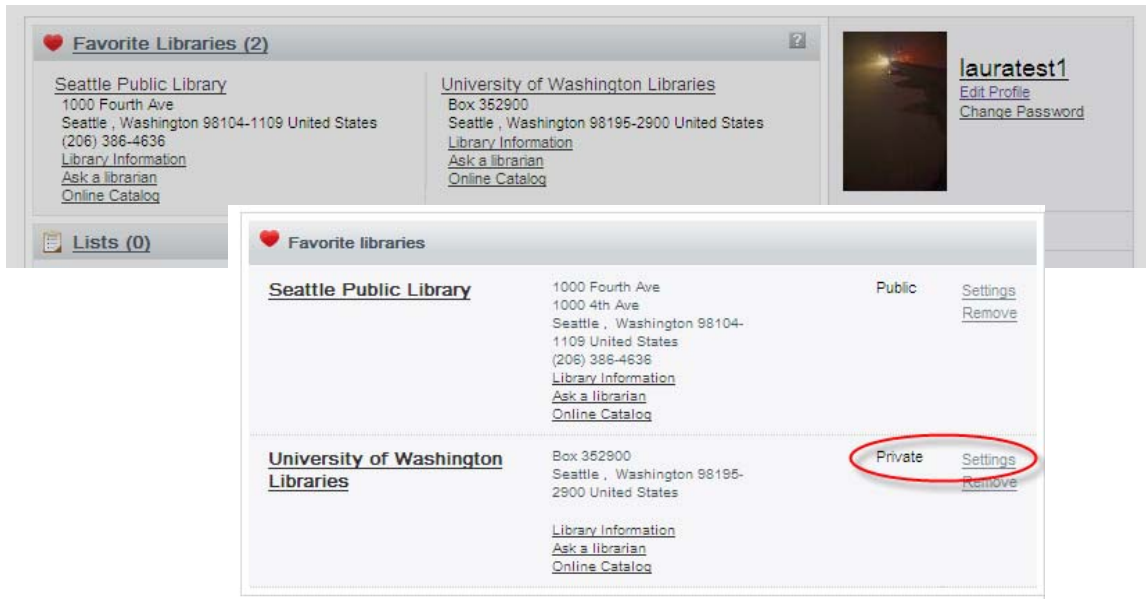 Favorite Libraries (2)
?
Seattle Public Library
1000 Fourth Ave
Seattle , Washington 98104-1109 United States
(206) 386-4636
Library Information
Ask a librarian
Online Catalog
University of Washington Libraries
Box 352900
Seattle , Washington 98195-2900 United States
Library Information
Ask a librarian
Online Catalog
lauratest1
Edit Profile
Change Password
Lists (0)
Favorite libraries
Seattle Public Library
1000 Fourth Ave
1000 4th Ave
Seattle , Washington 98104-
1109 United States
(206) 386-4636
Library Information
Ask a librarian
Online Catalog
Public
Settings
Remove
University of Washington
Libraries
Box 352900
Seattle , Washington 98195-
2900 United States
Library Information
Ask a librarian
Online Catalog
Private
Settings
Remove